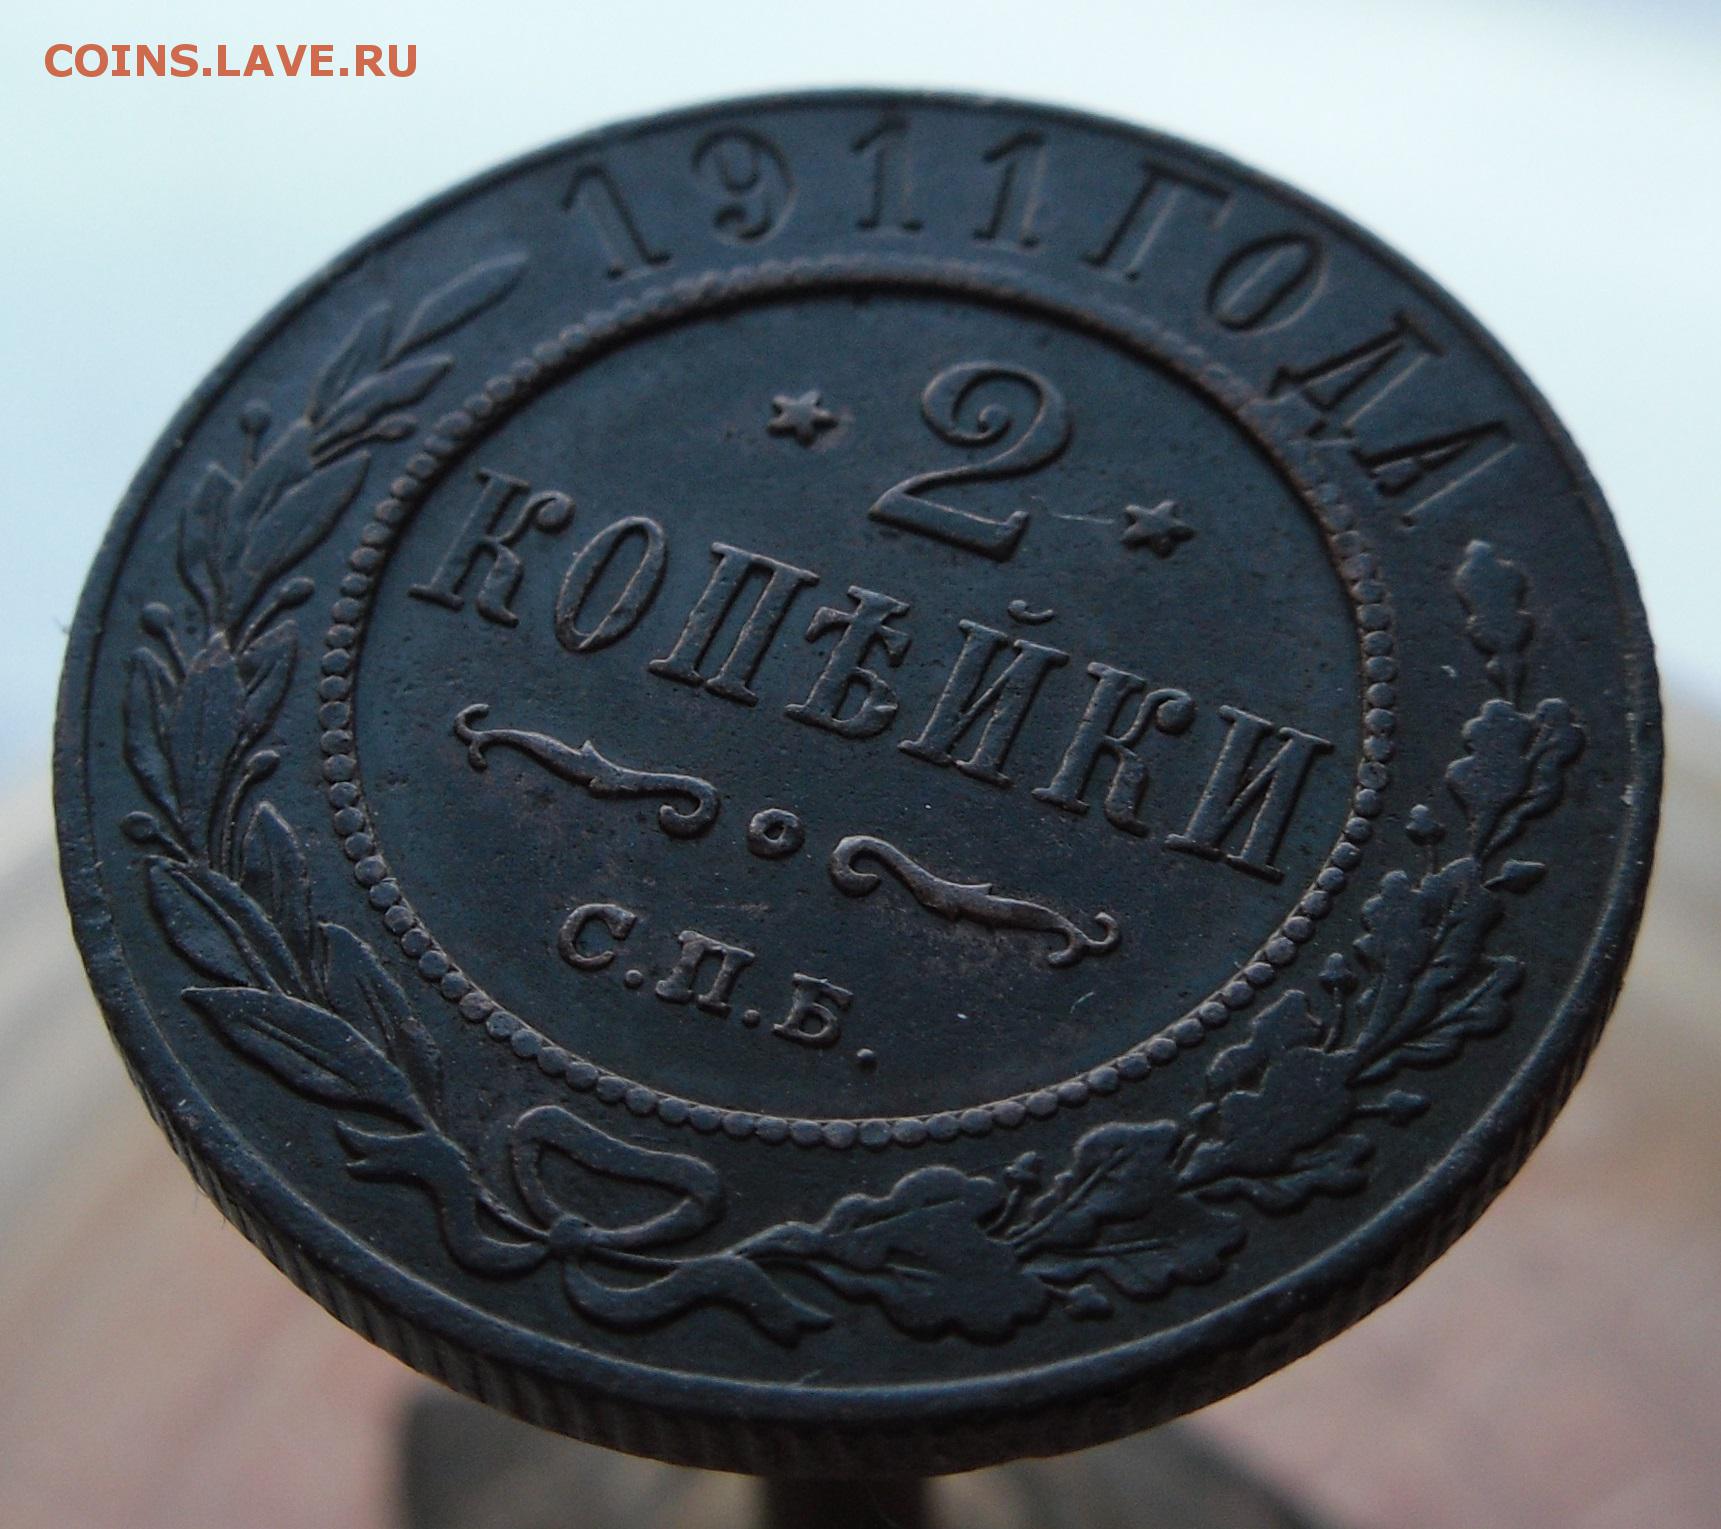 COINS.LAVE.RU
1911 ГОДА.
* 2 *
КОПѢЙКИ
С.П.Б.